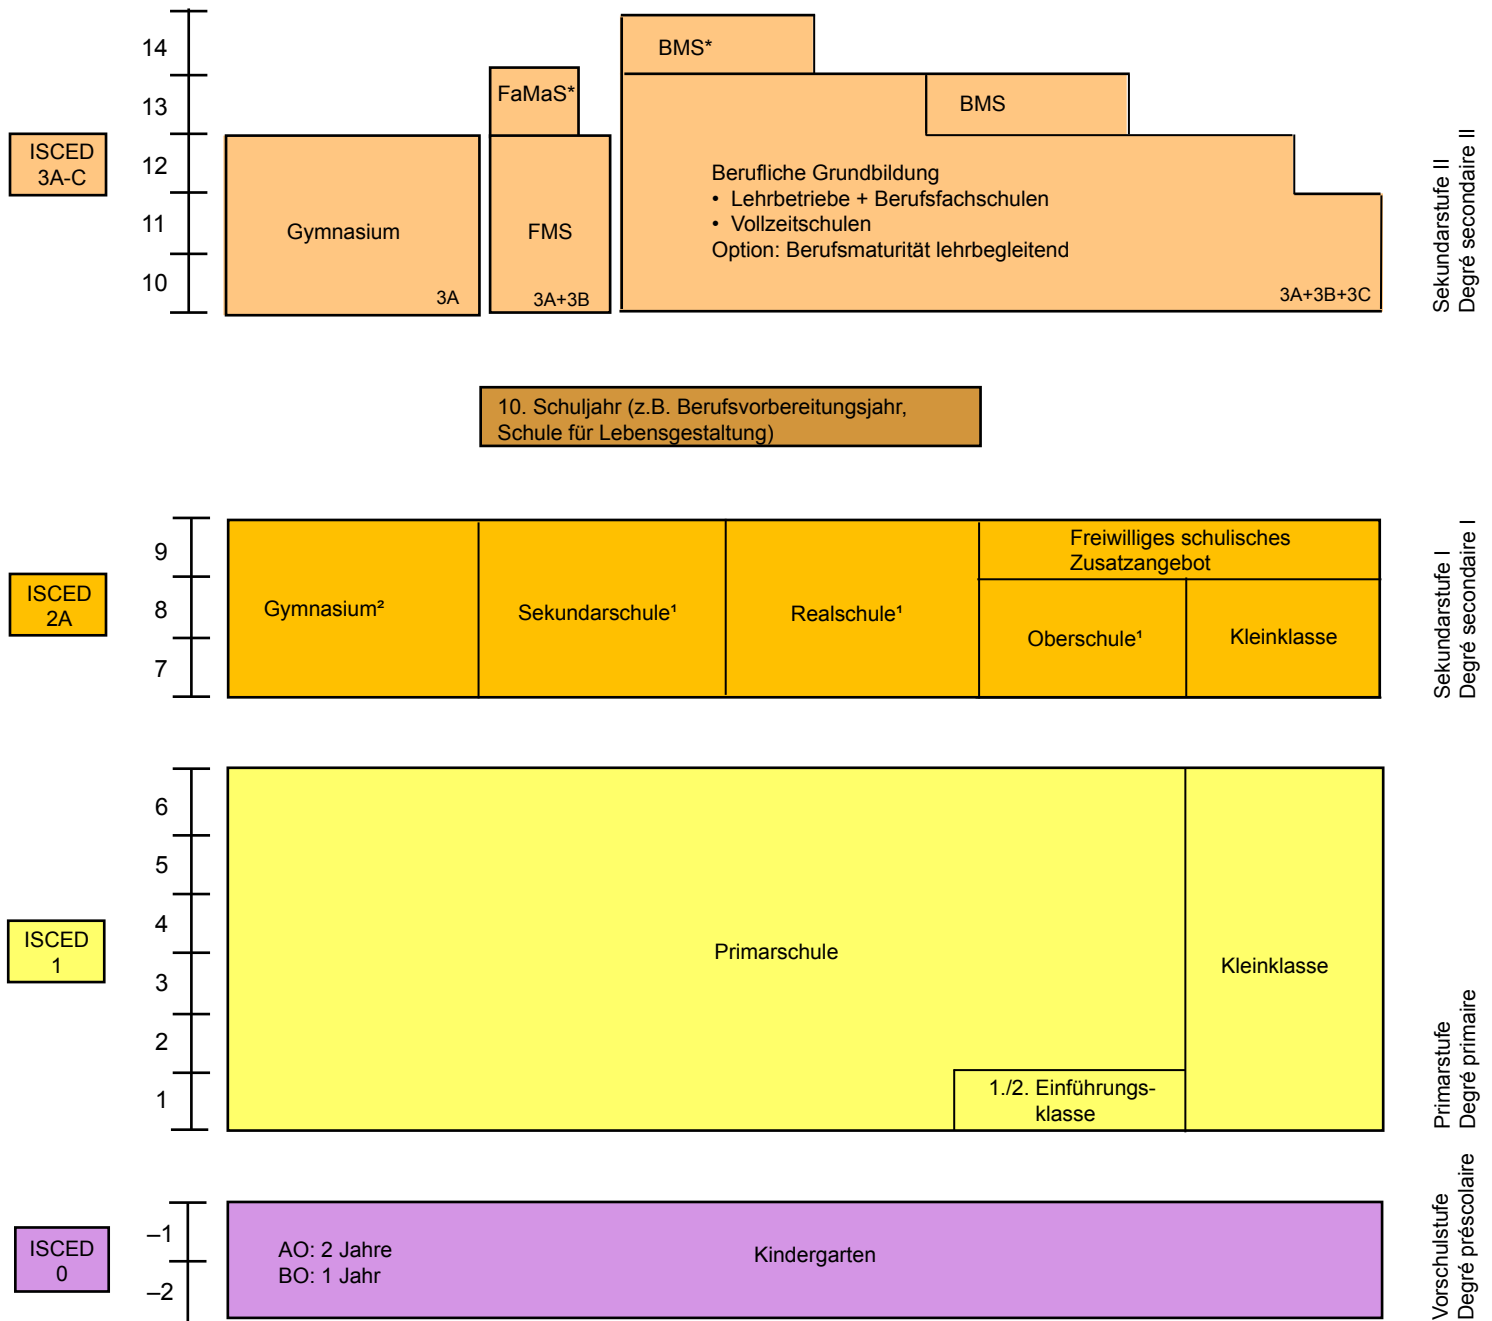 14
13
12
11
10
ISCED
3A-C
BMS*
FaMaS*
BMS
Berufliche Grundbildung
• Lehrbetriebe + Berufsfachschulen
• Vollzeitschulen
Option: Berufsmaturität lehrbegleitend
Gymnasium
FMS
3A
3A+3B
3A+3B+3C
Sekundarstufe II
Degré secondaire II
10. Schuljahr (z.B. Berufsvorbereitungsjahr,
Schule für Lebensgestaltung)
9
8
7
ISCED
2A
Gymnasium²
Sekundarschule¹
Realschule¹
Freiwilliges schulisches
Zusatzangebot
Oberschule¹
Kleinklasse
Sekundarstufe I
Degré secondaire I
6
5
4
3
2
1
ISCED
1
Primarschule
Kleinklasse
1./2. Einführungs-
klasse
Primarstufe
Degré primaire
–1
–2
ISCED
0
AO: 2 Jahre
BO: 1 Jahr
Kindergarten
Vorschulstufe
Degré préscolaire